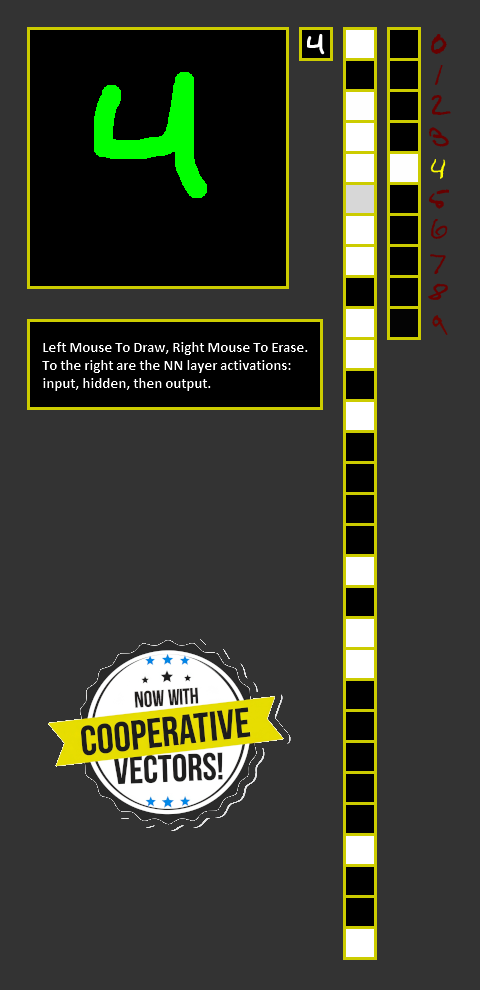 4
4
0
1
2
3
4
5
6
7
8
9
Left Mouse To Draw, Right Mouse To Erase.
To the right are the NN layer activations:
input, hidden, then output.
NOW WITH
COOPERATIVE
VECTORS!